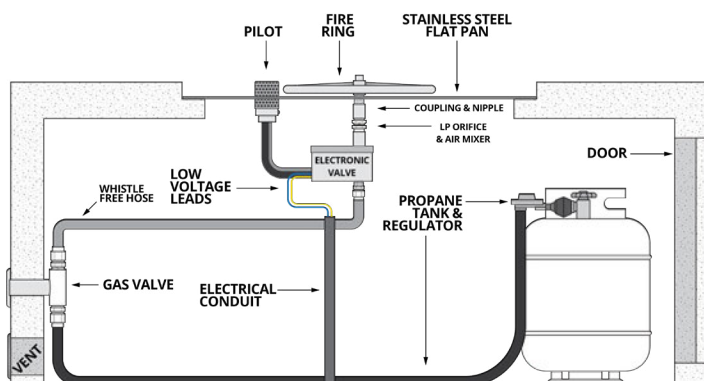 PILOT
FIRE
RING
STAINLESS STEEL
FLAT PAN
COUPLING & NIPPLE
LP ORIFICE
& AIR MIXER
ELECTRONIC
VALVE
DOOR
LOW
VOLTAGE
LEADS
WHISTLE
FREE HOSE
PROPANE
TANK &
REGULATOR
GAS VALVE
ELECTRICAL
CONDUIT
VENT